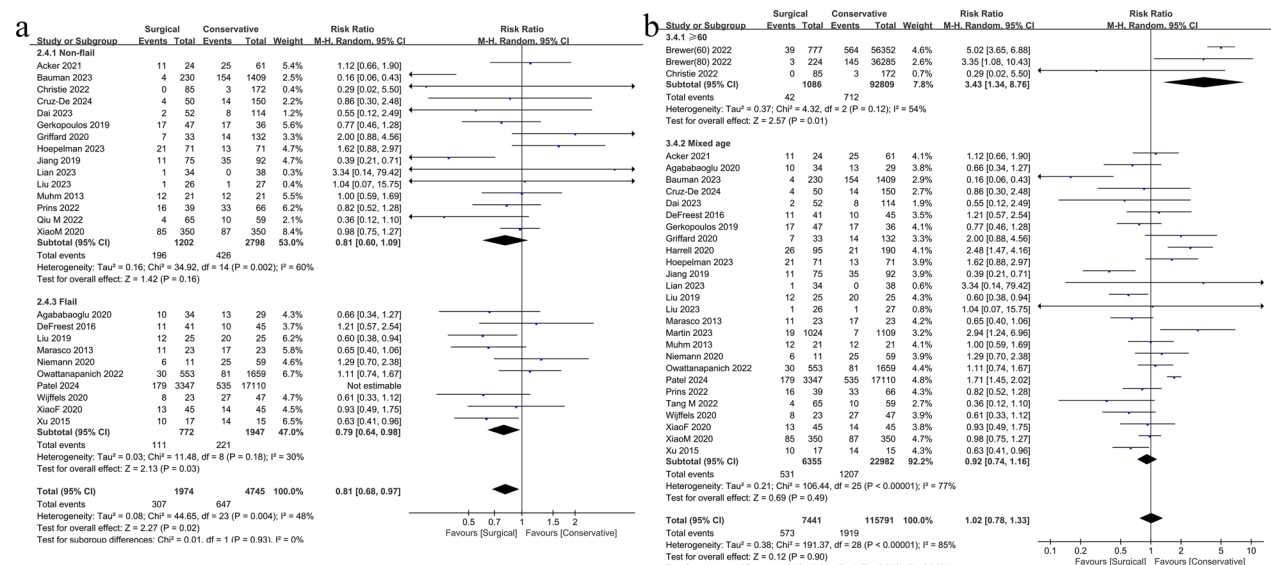 a
Surgical Conservative Risk Ratio Risk Ratio
Study or Subgroup Events Total Events Total Weight M-H, Random, 95% CI M-H, Random, 95% CI
2.4.1 Non-flail
Acker 2021 11 24 25 61 5.4% 1.12 [0.66, 1.90]
Bauman 2023 4 230 154 1409 2.3% 0.16 [0.06, 0.43]
Christie 2022 0 85 3 172 0.3% 0.29 [0.02, 5.50]
Cruz-De 2024 4 50 14 150 2.1% 0.86 [0.30, 2.48]
Dai 2023 2 52 8 114 1.1% 0.55 [0.12, 2.49]
Gerkopoulos 2019 17 47 17 36 5.6% 0.77 [0.46, 1.28]
Griffard 2020 7 33 14 132 3.2% 2.00 [0.88, 4.56]
Hoepelman 2023 21 71 13 71 4.7% 1.62 [0.88, 2.97]
Jiang 2019 11 75 35 92 4.7% 0.39 [0.21, 0.71]
Lian 2023 1 34 0 38 0.3% 3.34 [0.14, 79.42]
Liu 2023 1 26 1 27 0.4% 1.04 [0.07, 15.75]
Muhm 2013 12 21 12 21 5.4% 1.00 [0.59, 1.69]
Prins 2022 16 39 33 66 6.3% 0.82 [0.52, 1.28]
Qiu M 2022 4 65 10 59 2.0% 0.36 [0.12, 1.10]
XiaoM 2020 85 350 87 350 9.3% 0.98 [0.75, 1.27]
Subtotal (95% CI) 1202 2798 53.0% 0.81 [0.60, 1.09]
Total events 196 426
Heterogeneity: Tau² = 0.16; Chi² = 34.92, df = 14 (P = 0.002); I² = 60%
Test for overall effect: Z = 1.42 (P = 0.16)
2.4.3 Flail
Agababaoglu 2020 10 34 13 29 4.1% 0.66 [0.34, 1.27]
DeFreest 2016 11 41 10 45 3.6% 1.21 [0.57, 2.54]
Liu 2019 12 25 20 25 6.3% 0.60 [0.38, 0.94]
Marasco 2013 11 23 17 23 5.9% 0.65 [0.40, 1.06]
Niemann 2020 6 11 25 59 4.6% 1.29 [0.70, 2.38]
Owattanapanich 2022 30 553 81 1659 6.7% 1.11 [0.74, 1.67]
Patel 2024 179 3347 535 17110 Not estimable
Wijffels 2020 8 23 27 47 4.4% 0.61 [0.33, 1.12]
XiaoF 2020 13 45 14 45 4.2% 0.93 [0.49, 1.75]
Xu 2015 10 17 14 15 6.5% 0.63 [0.41, 0.96]
Subtotal (95% CI) 772 1947 47.0% 0.79 [0.64, 0.98]
Total events 111 221
Heterogeneity: Tau² = 0.03; Chi² = 11.48, df = 8 (P = 0.18); I² = 30%
Test for overall effect: Z = 2.13 (P = 0.03)
Total (95% CI) 1974 4745 100.0% 0.81 [0.68, 0.97]
Total events 307 647
Heterogeneity: Tau² = 0.08; Chi² = 44.65, df = 23 (P = 0.004); I² = 48%
Test for overall effect: Z = 2.27 (P = 0.02)
Test for subgroup differences: Chi² = 0.01, df = 1 (P = 0.93), I² = 0%
0.5 0.7 1 1.5 2
Favours [Surgical] Favours [Conservative]
b
Surgical Conservative Risk Ratio Risk Ratio
Study or Subgroup Events Total Events Total Weight M-H, Random, 95% CI M-H, Random, 95% CI
3.4.1 ≥60
Brewer(60) 2022 39 777 564 56352 4.6% 5.02 [3.65, 6.88]
Brewer(80) 2022 3 224 145 36285 2.4% 3.35 [1.08, 10.43]
Christie 2022 0 85 3 172 0.7% 0.29 [0.02, 5.50]
Subtotal (95% CI) 1086 92809 7.8% 3.43 [1.34, 8.76]
Total events 42 712
Heterogeneity: Tau² = 0.37; Chi² = 4.32, df = 2 (P = 0.12); I² = 54%
Test for overall effect: Z = 2.57 (P = 0.01)
3.4.2 Mixed age
Acker 2021 11 24 25 61 4.1% 1.12 [0.66, 1.90]
Agababaoglu 2020 10 34 13 29 3.8% 0.66 [0.34, 1.27]
Bauman 2023 4 230 154 1409 2.9% 0.16 [0.06, 0.43]
Cruz-De 2024 4 50 14 150 2.7% 0.86 [0.30, 2.48]
Dai 2023 2 52 8 114 1.8% 0.55 [0.12, 2.49]
DeFreest 2016 11 41 10 45 3.5% 1.21 [0.57, 2.54]
Gerkopoulos 2019 17 47 17 36 4.2% 0.77 [0.46, 1.28]
Griffard 2020 7 33 14 132 3.3% 2.00 [0.88, 4.56]
Harrell 2020 26 95 21 190 4.2% 2.48 [1.47, 4.16]
Hoepelman 2023 21 71 13 71 3.9% 1.62 [0.88, 2.97]
Jiang 2019 11 75 35 92 4.0% 0.39 [0.21, 0.71]
Lian 2023 1 34 0 38 0.6% 3.34 [0.14, 79.42]
Liu 2019 12 25 20 25 4.3% 0.60 [0.38, 0.94]
Liu 2023 1 26 1 27 0.8% 1.04 [0.07, 15.75]
Marasco 2013 11 23 17 23 4.2% 0.65 [0.40, 1.06]
Martin 2023 19 1024 7 1109 3.2% 2.94 [1.24, 6.96]
Muhm 2013 12 21 12 21 4.1% 1.00 [0.59, 1.69]
Niemann 2020 6 11 25 59 3.9% 1.29 [0.70, 2.38]
Owattanapanich 2022 30 553 81 1659 4.4% 1.11 [0.74, 1.67]
Patel 2024 179 3347 535 17110 4.8% 1.71 [1.45, 2.02]
Prins 2022 16 39 33 66 4.3% 0.82 [0.52, 1.28]
Tang M 2022 4 65 10 59 2.6% 0.36 [0.12, 1.10]
Wijffels 2020 8 23 27 47 3.9% 0.61 [0.33, 1.12]
XiaoF 2020 13 45 14 45 3.8% 0.93 [0.49, 1.75]
XiaoM 2020 85 350 87 350 4.7% 0.98 [0.75, 1.27]
Xu 2015 10 17 14 15 4.4% 0.63 [0.41, 0.96]
Subtotal (95% CI) 6355 22982 92.2% 0.92 [0.74, 1.16]
Total events 531 1207
Heterogeneity: Tau² = 0.21; Chi² = 106.44, df = 25 (P < 0.00001); I² = 77%
Test for overall effect: Z = 0.69 (P = 0.49)
Total (95% CI) 7441 115791 100.0% 1.02 [0.78, 1.33]
Total events 573 1919
Heterogeneity: Tau² = 0.38; Chi² = 191.37, df = 28 (P < 0.00001); I² = 85%
Test for overall effect: Z = 0.12 (P = 0.90)
0.1 0.2 0.5 1 2 5 10
Favours [Surgical] Favours [Conservative]